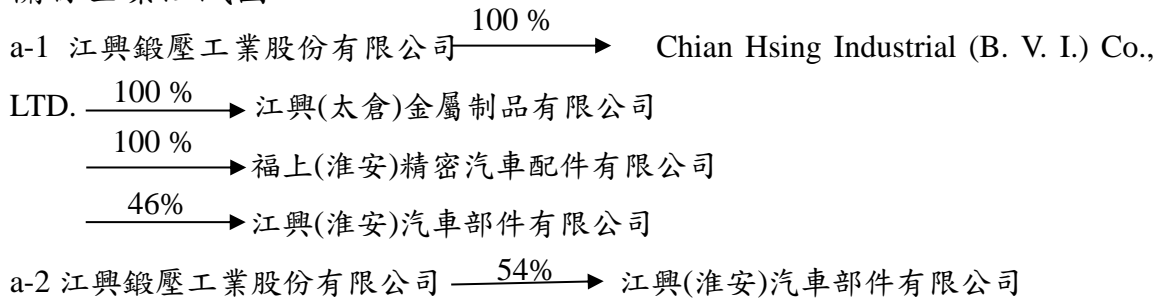 100 %
a-1 江興鍛壓工業股份有限公司 Chian Hsing Industrial (B. V. I.) Co.,
LTD. 100 % 江興(太倉)金屬制品有限公司
100 % 福上(淮安)精密汽車配件有限公司
46% 江興(淮安)汽車部件有限公司
a-2 江興鍛壓工業股份有限公司 54% 江興(淮安)汽車部件有限公司